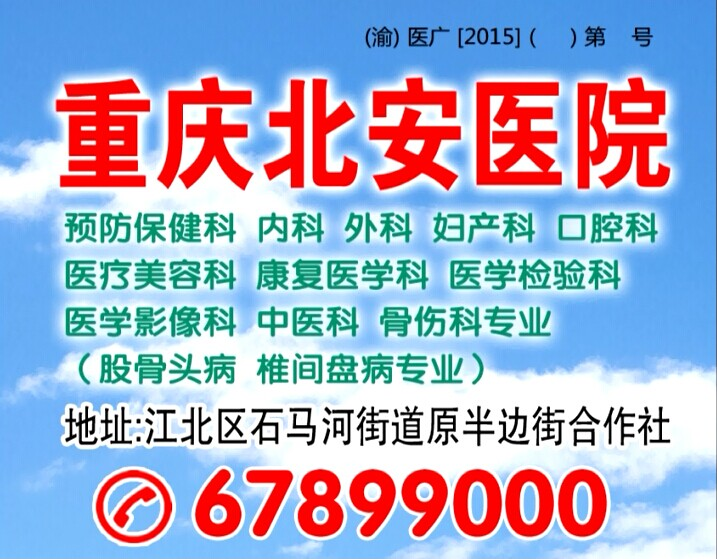 (渝) 医广 [2015] (   ) 第   号
重庆北安医院
预防保健科 内科 外科 妇产科 口腔科
医疗美容科 康复医学科 医学检验科
医学影像科 中医科 骨伤科专业
（股骨头病 椎间盘病专业）
地址:江北区石马河街道原半边街合作社
67899000